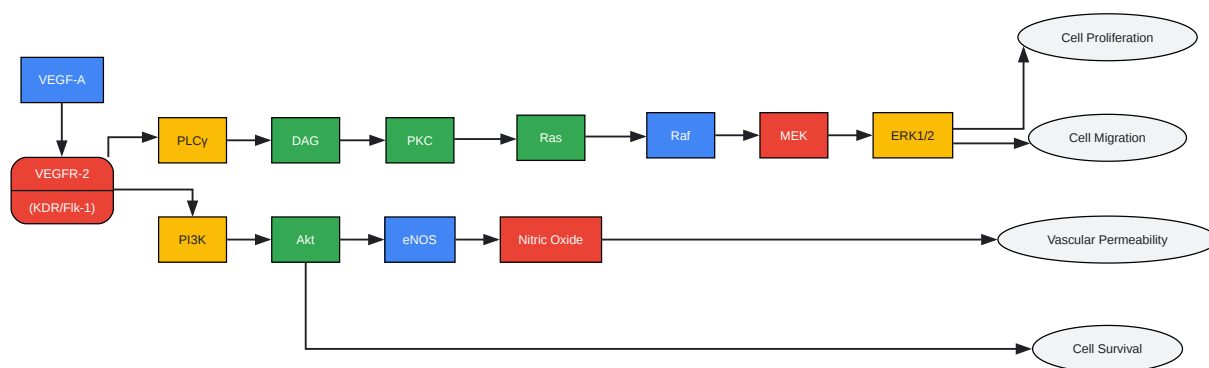 Cell Proliferation
VEGF-A
PLCγ
DAG
PKC
Ras
Raf
MEK
ERK1/2
Cell Migration
VEGFR-2
(KDR/Flk-1)
PI3K
Akt
eNOS
Nitric Oxide
Vascular Permeability
Cell Survival